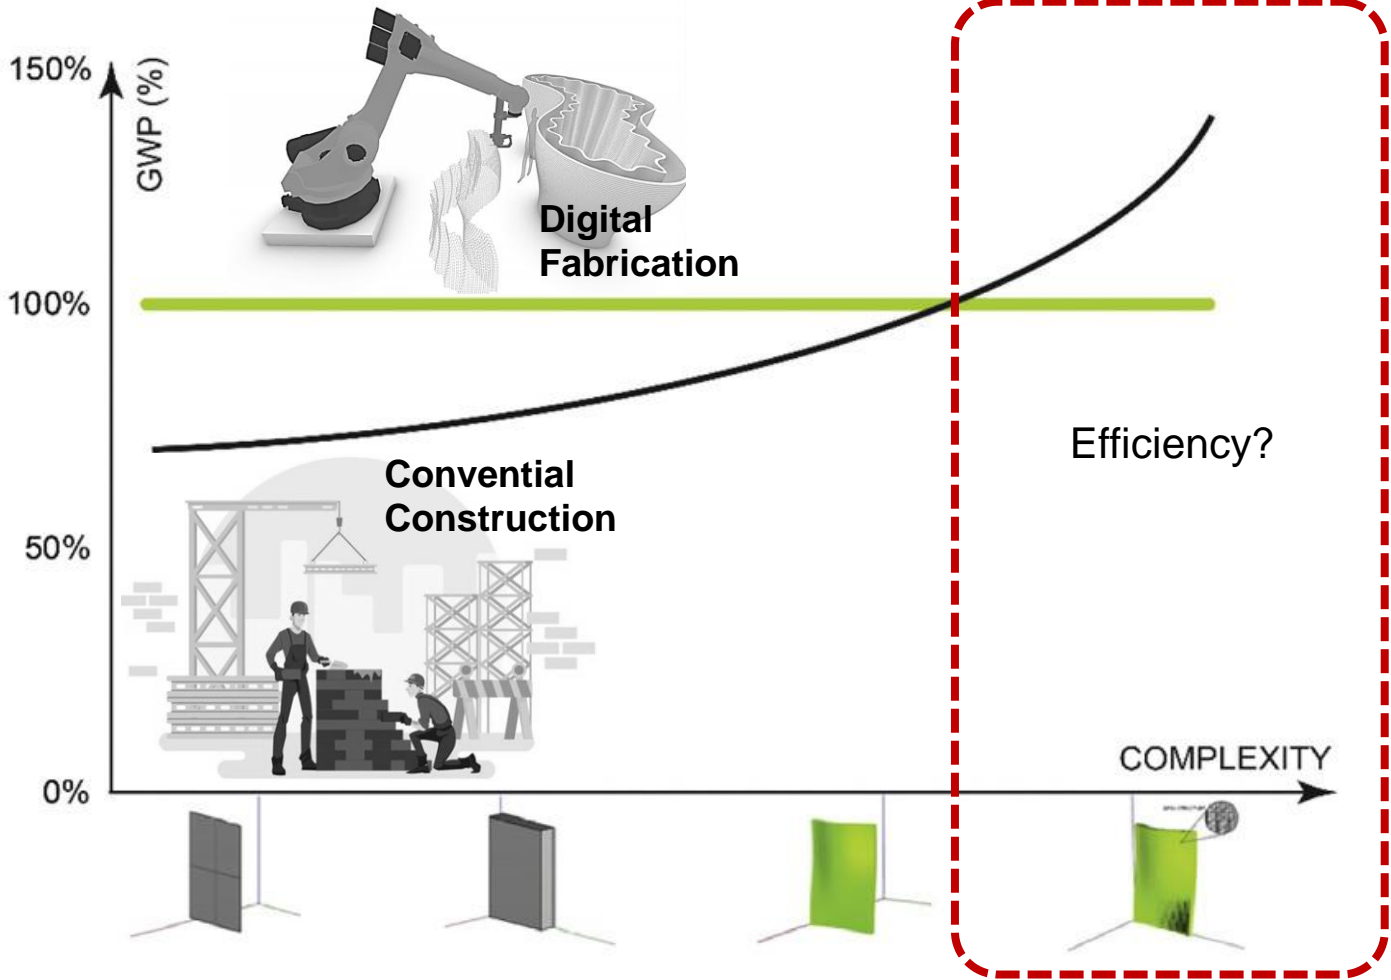 150%
GWP (%)
Digital
Fabrication
100%
Efficiency?
Convential
Construction
50%
COMPLEXITY
0%